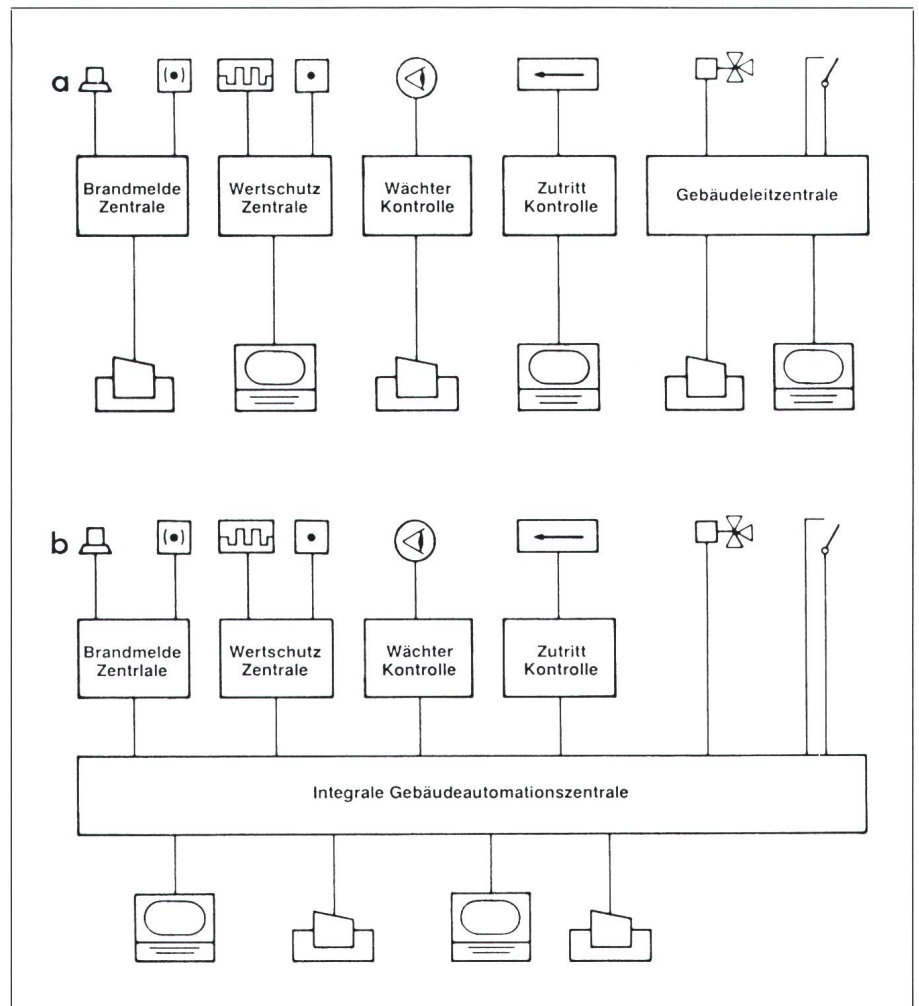 a
Brandmelde
Zentrale
Wertschutz
Zentrale
Wächter
Kontrolle
Zutritt
Kontrolle
Gebäudeleitzentrale
b
Brandmelde
Zentrlale
Wertschutz
Zentrale
Wächter
Kontrolle
Zutritt
Kontrolle
Integrale Gebäudeautomationszentrale